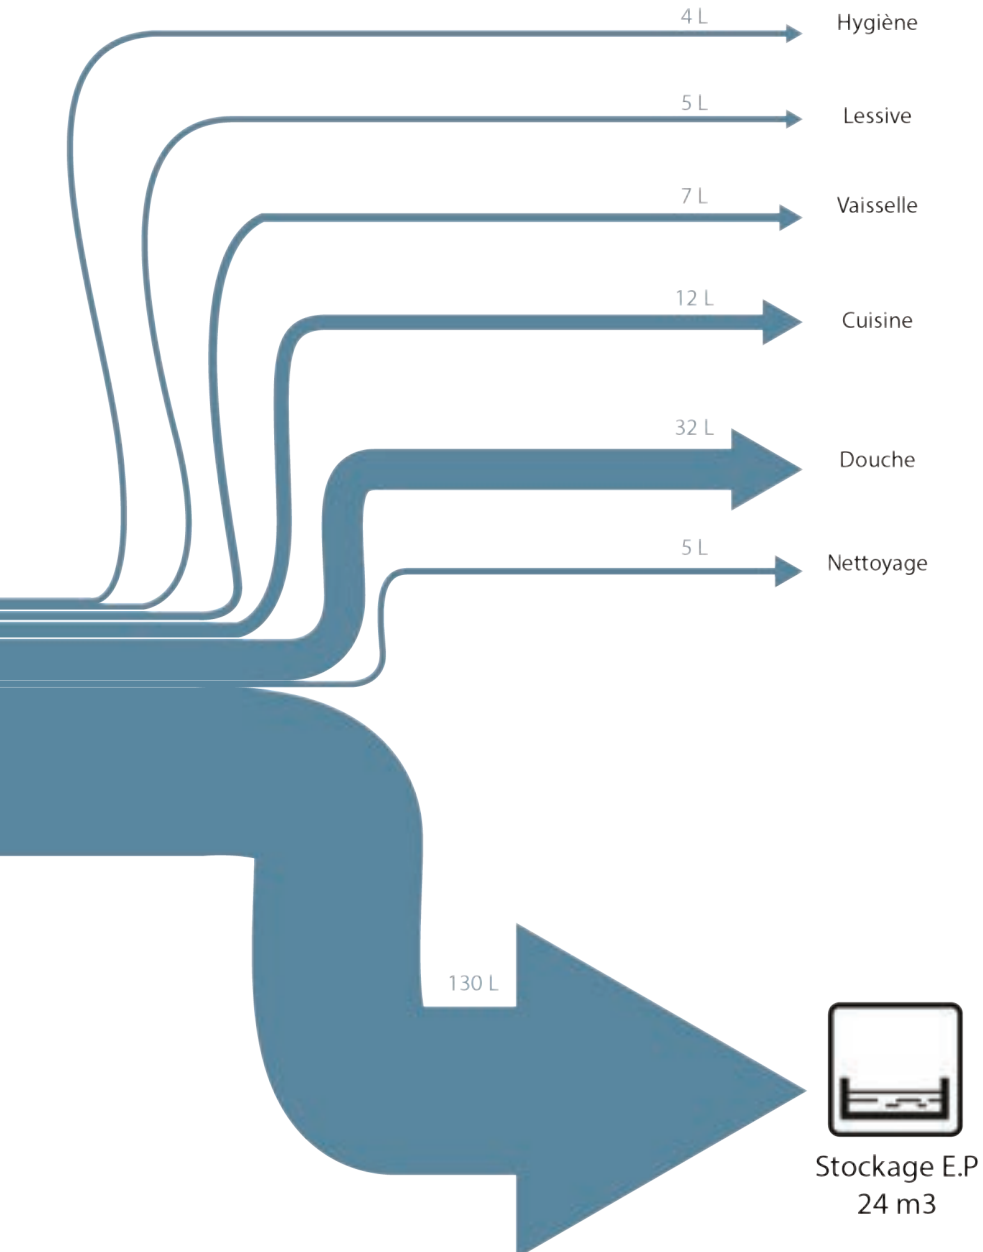 4 L
Hygiène
5 L
Lessive
7 L
Vaisselle
12 L
Cuisine
32 L
Douche
5 L
Nettoyage
130 L
Stockage E.P
24 m3